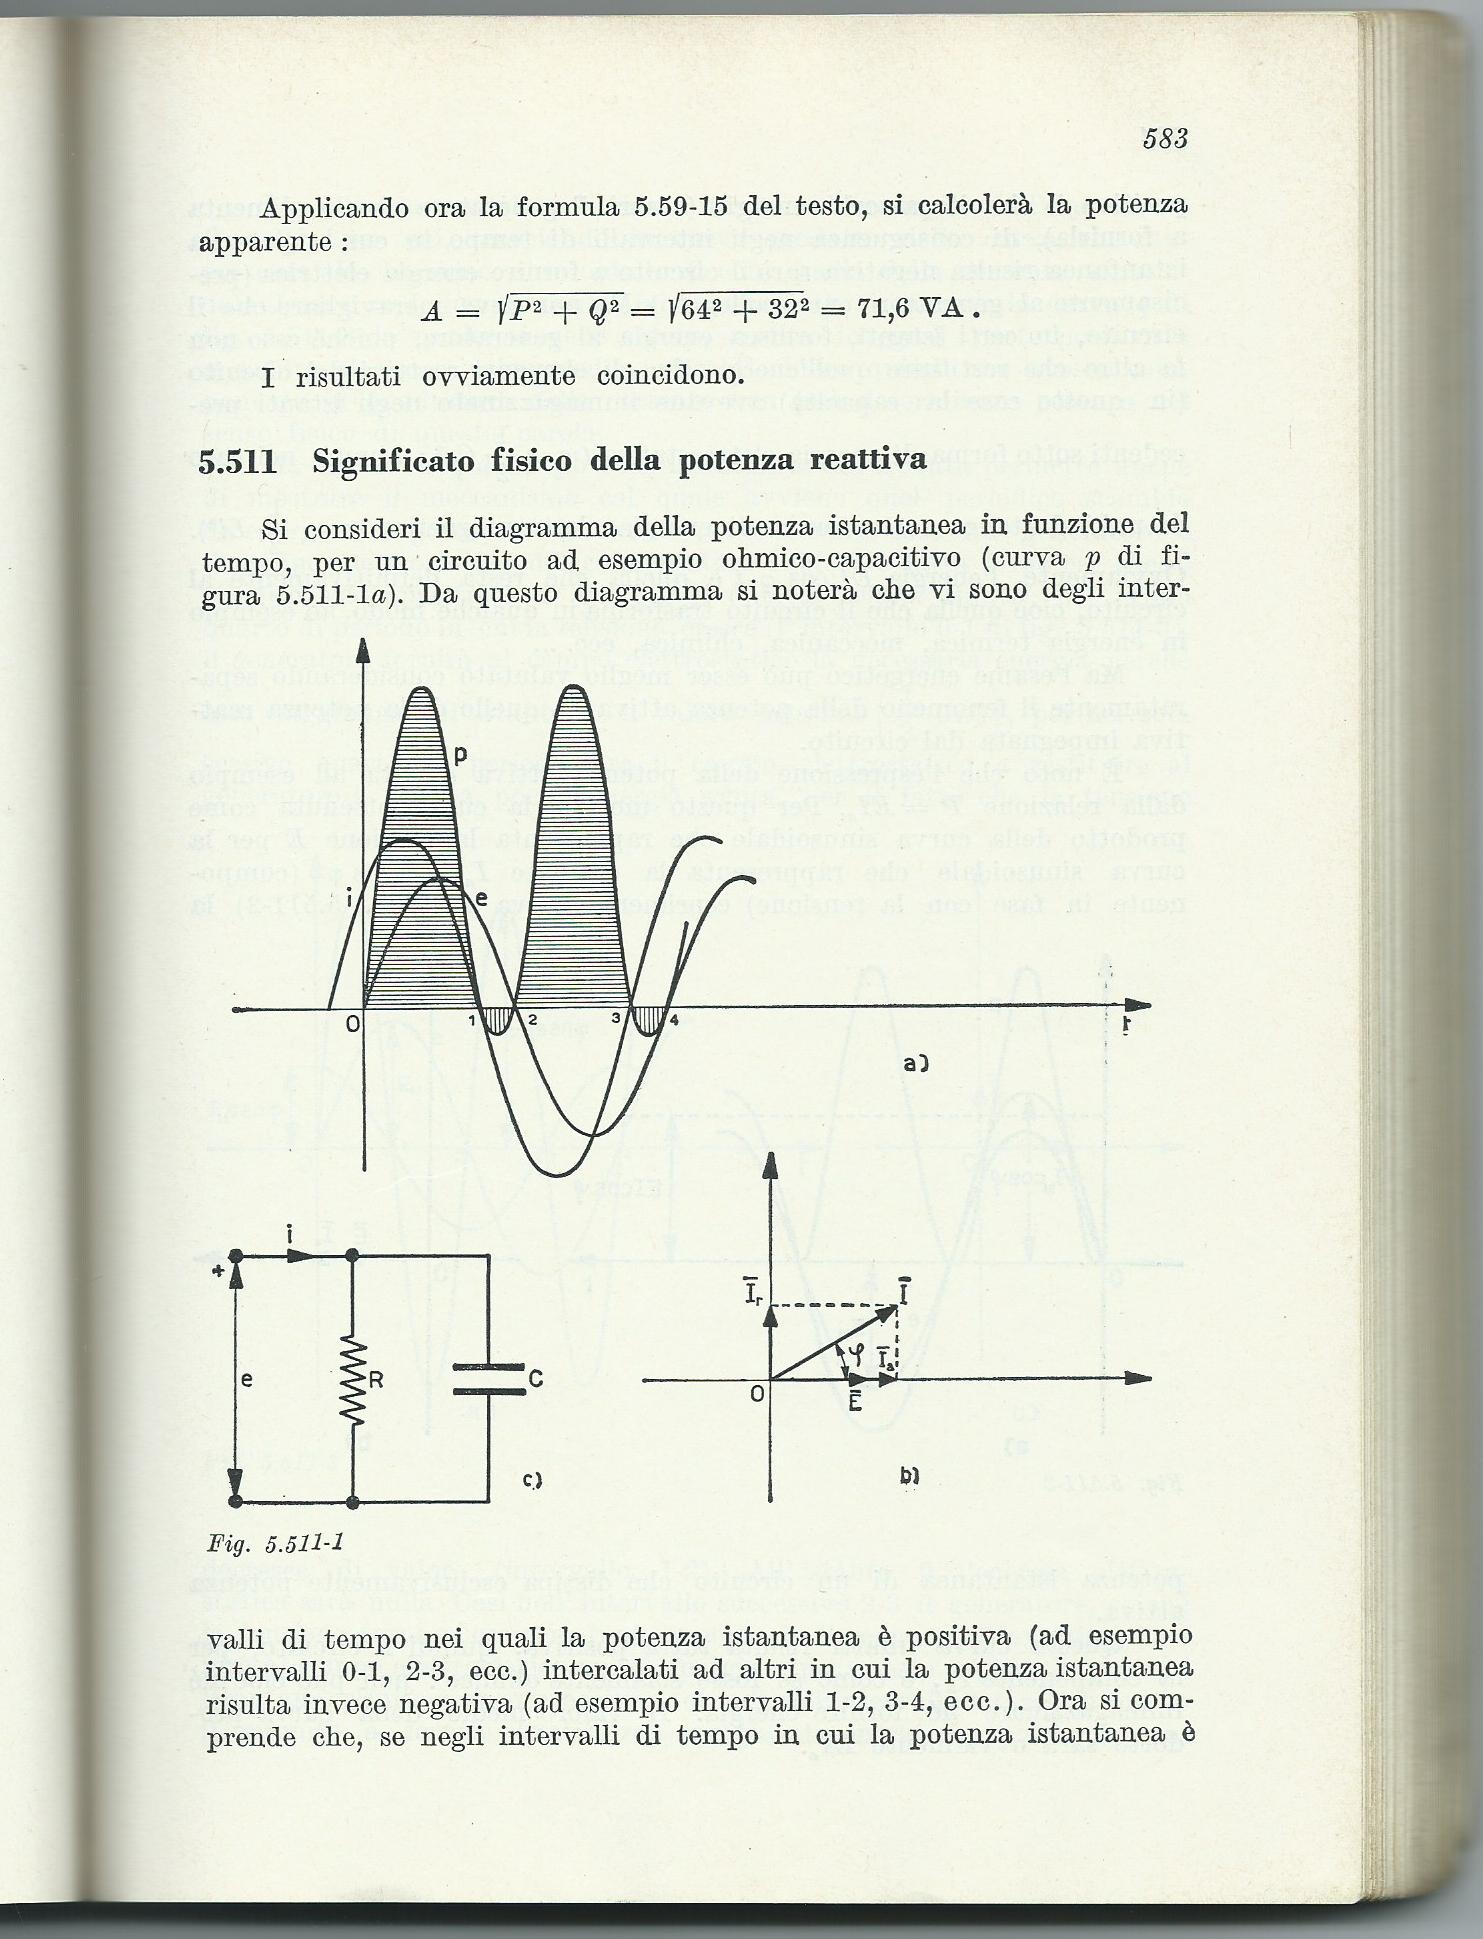 583
Applicando ora la formula 5.59-15 del testo, si calcolerà la potenza
apparente :
A = √P² + Q² = √64² + 32² = 71,6 VA .
I risultati ovviamente coincidono.
5.511 Significato fisico della potenza reattiva
Si consideri il diagramma della potenza istantanea in funzione del
tempo, per un circuito ad esempio ohmico-capacitivo (curva p di fi-
gura 5.511-1a). Da questo diagramma si noterà che vi sono degli inter-
p
i
e
0
1
2
3
4
t
a)
i
+
e
R
C
c)
I̅r
I̅
φ
I̅a
0
E̅
b)
Fig. 5.511-1
valli di tempo nei quali la potenza istantanea è positiva (ad esempio
intervalli 0-1, 2-3, ecc.) intercalati ad altri in cui la potenza istantanea
risulta invece negativa (ad esempio intervalli 1-2, 3-4, ecc.). Ora si com-
prende che, se negli intervalli di tempo in cui la potenza istantanea è